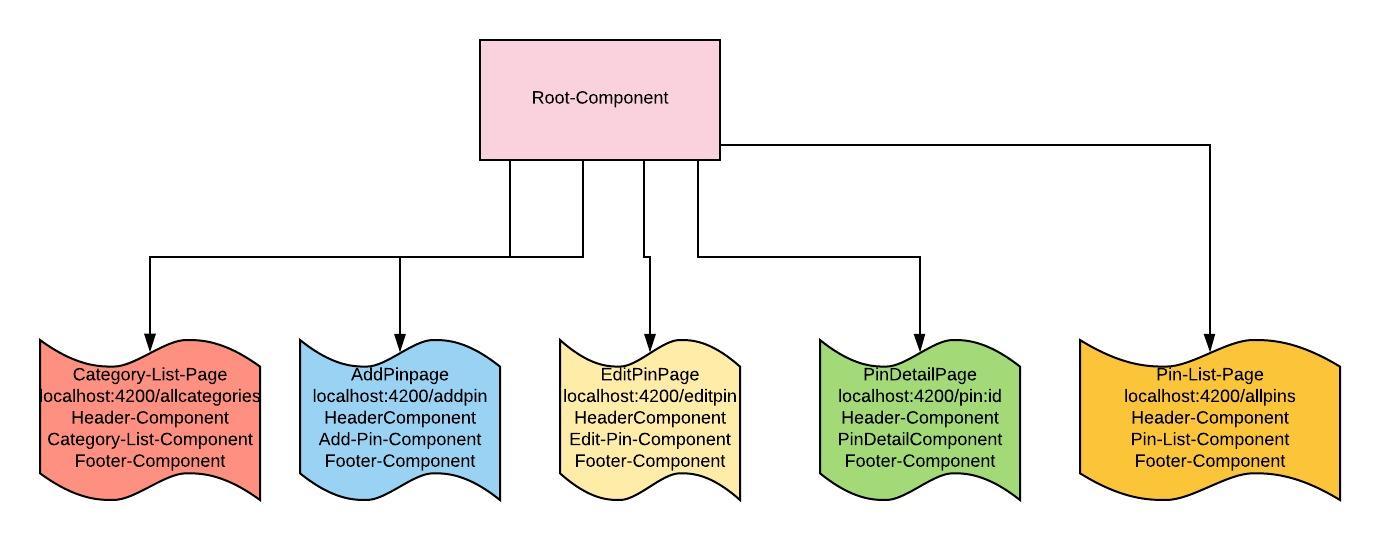 Root-Component
Category-List-Page
localhost:4200/allcategories
Header-Component
Category-List-Component
Footer-Component
AddPinpage
localhost:4200/addpin
HeaderComponent
Add-Pin-Component
Footer-Component
EditPinPage
localhost:4200/editpin
HeaderComponent
Edit-Pin-Component
Footer-Component
PinDetailPage
localhost:4200/pin:id
Header-Component
PinDetailComponent
Footer-Component
Pin-List-Page
localhost:4200/allpins
Header-Component
Pin-List-Component
Footer-Component